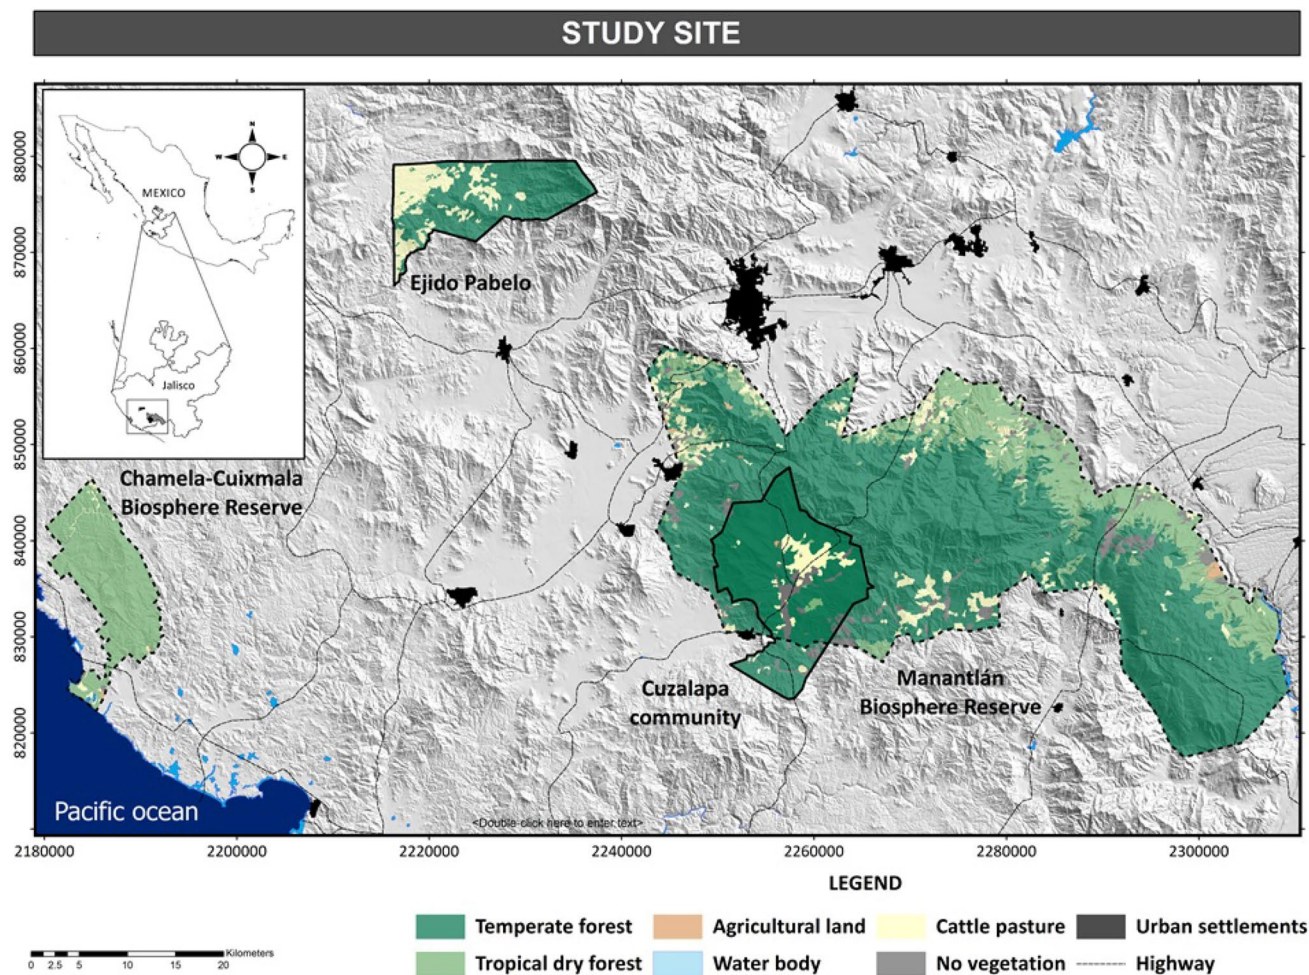 STUDY SITE
N
W
E
S
MEXICO
Jalisco
880000
870000
860000
850000
840000
830000
820000
Ejido Pabelo
Chamela-Cuixmala
Biosphere Reserve
Cuzalapa
community
Manantlán
Biosphere Reserve
Pacific ocean
<Double-click here to enter text>
2180000
2200000
2220000
2240000
2260000
2280000
2300000
LEGEND
Temperate forest
Agricultural land
Cattle pasture
Urban settlements
Tropical dry forest
Water body
No vegetation
Highway
Kilometers
0 2.5 5 10 15 20